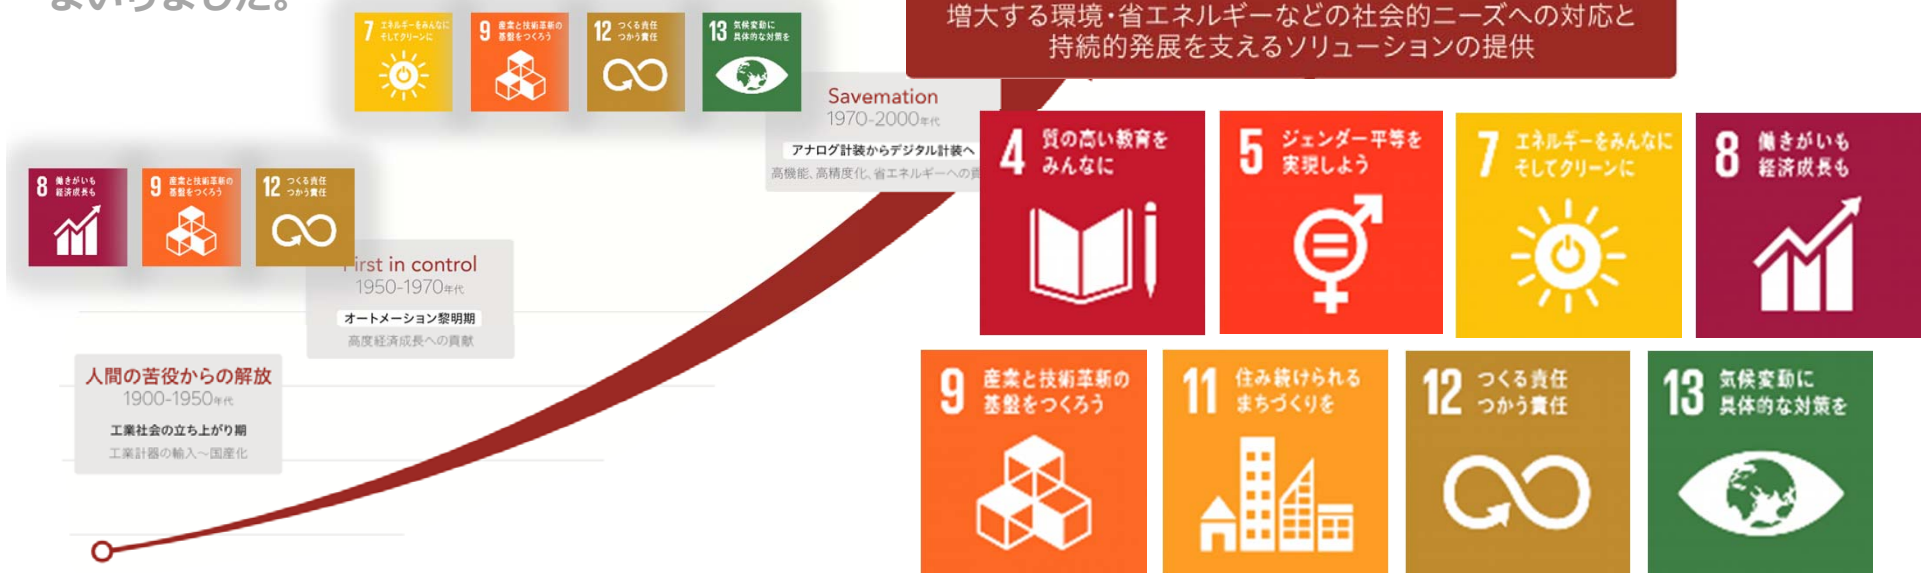 まいりました。
増大する環境・省エネルギーなどの社会的ニーズへの対応と
持続的発展を支えるソリューションの提供
7 エネルギーをみんなに
そしてクリーンに
9 産業と技術革新の
基盤をつくろう
12 つくる責任
つかう責任
13 気候変動に
具体的な対策を
Savemation
1970-2000年代
アナログ計装からデジタル計装へ
高機能、高精度化、省エネルギーへの
8 働きがいも
経済成長も
9 産業と技術革新の
基盤をつくろう
12 つくる責任
つかう責任
First in control
1950-1970年代
オートメーション黎明期
高度経済成長への貢献
人間の苦役からの解放
1900-1950年代
工業社会の立ち上がり期
工業計器の輸入～国産化
4 質の高い教育を
みんなに
5 ジェンダー平等を
実現しよう
7 エネルギーをみんなに
そしてクリーンに
8 働きがいも
経済成長も
9 産業と技術革新の
基盤をつくろう
11 住み続けられる
まちづくりを
12 つくる責任
つかう責任
13 気候変動に
具体的な対策を